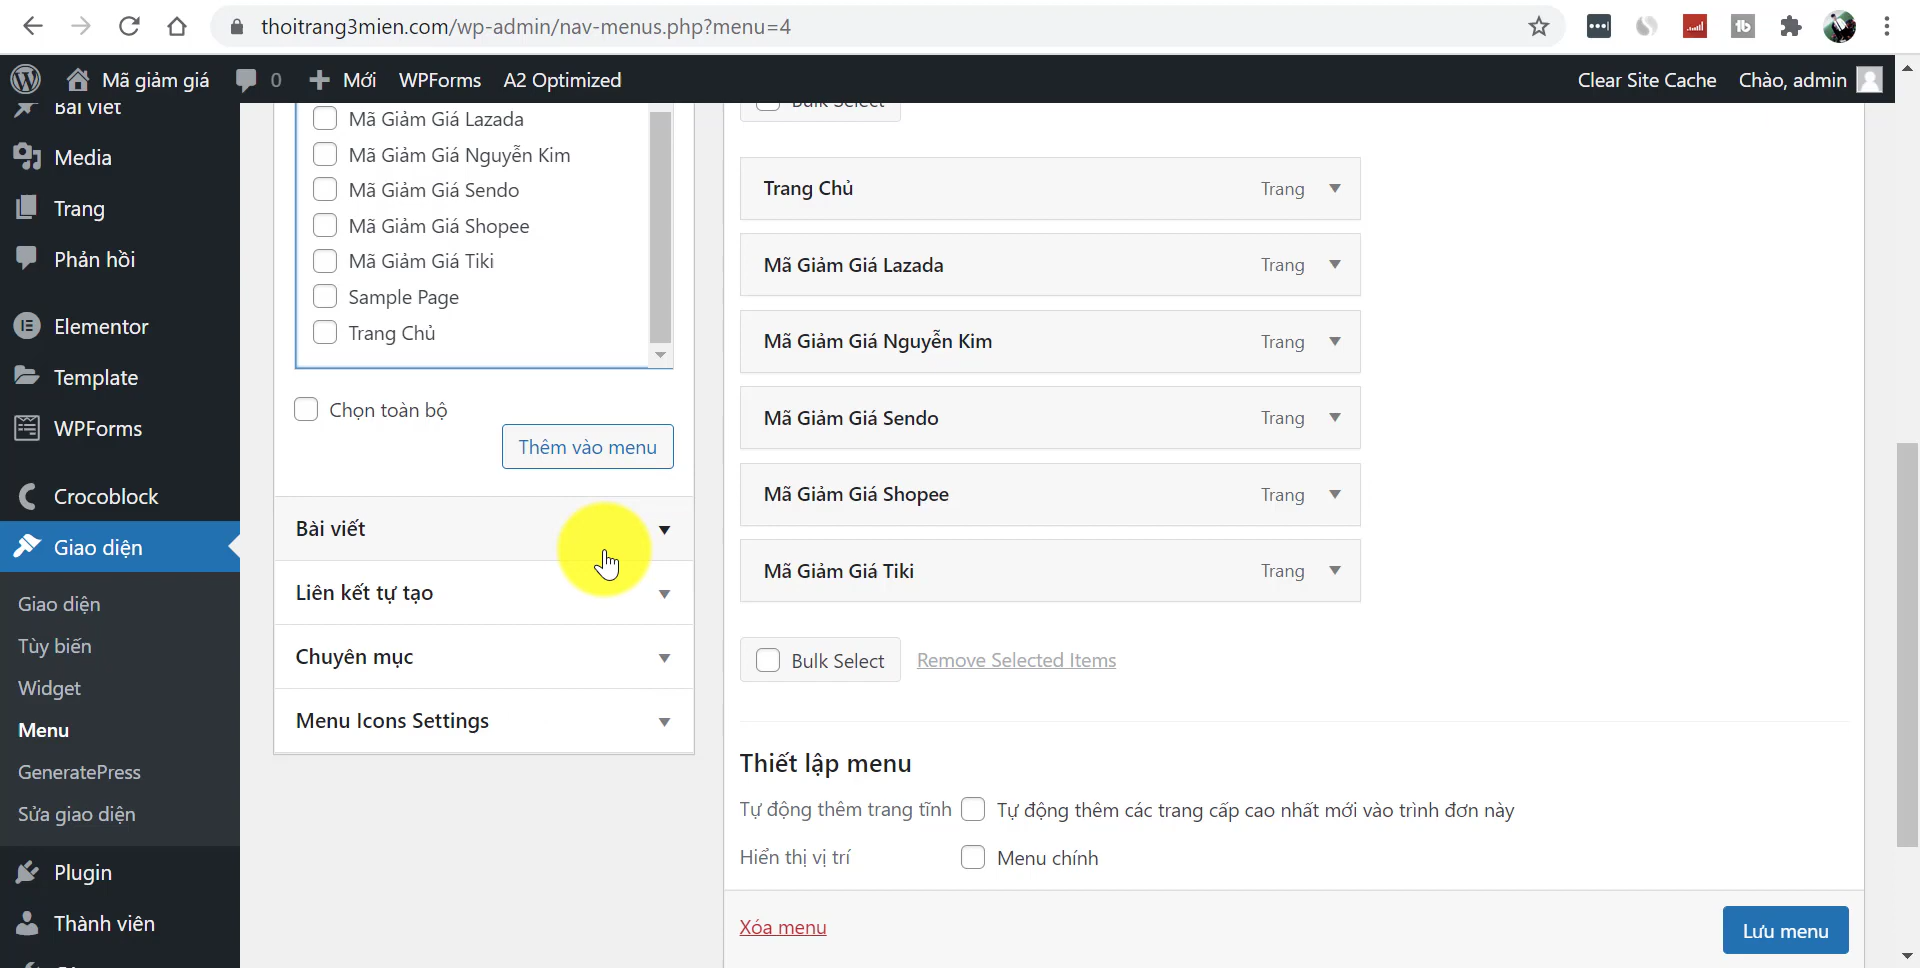 thoitrang3mien.com/wp-admin/nav-menus.php?menu=4
Mã giảm giá
0
Mới
WPForms
A2 Optimized
Clear Site Cache
Chào, admin
Bài viết
Media
Trang
Phản hồi
Elementor
Template
WPForms
Crocoblock
Giao diện
Giao diện
Tùy biến
Widget
Menu
GeneratePress
Sửa giao diện
Plugin
Thành viên
Mã Giảm Giá Lazada
Mã Giảm Giá Nguyễn Kim
Mã Giảm Giá Sendo
Mã Giảm Giá Shopee
Mã Giảm Giá Tiki
Sample Page
Trang Chủ
Chọn toàn bộ
Thêm vào menu
Bài viết
Liên kết tự tạo
Chuyên mục
Menu Icons Settings
Bulk Select
Trang Chủ Trang
Mã Giảm Giá Lazada Trang
Mã Giảm Giá Nguyễn Kim Trang
Mã Giảm Giá Sendo Trang
Mã Giảm Giá Shopee Trang
Mã Giảm Giá Tiki Trang
Bulk Select Remove Selected Items
Thiết lập menu
Tự động thêm trang tĩnh Tự động thêm các trang cấp cao nhất mới vào trình đơn này
Hiển thị vị trí Menu chính
Xóa menu
Lưu menu